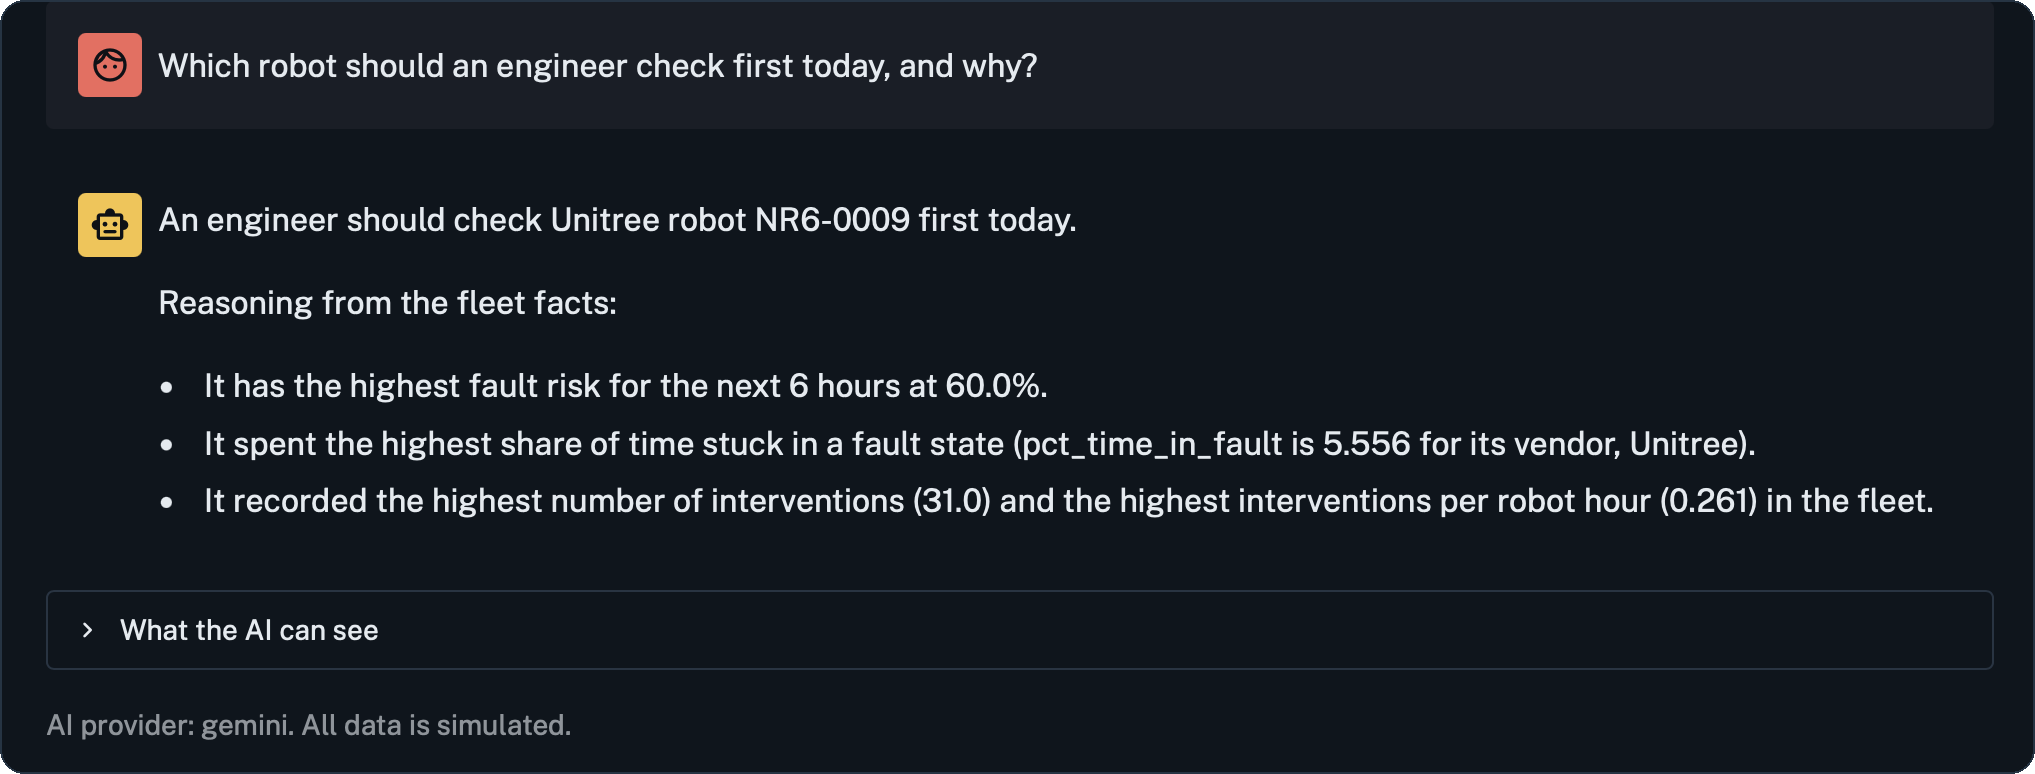 Which robot should an engineer check first today, and why?
An engineer should check Unitree robot NR6-0009 first today.
Reasoning from the fleet facts:
• It has the highest fault risk for the next 6 hours at 60.0%.
• It spent the highest share of time stuck in a fault state (pct_time_in_fault is 5.556 for its vendor, Unitree).
• It recorded the highest number of interventions (31.0) and the highest interventions per robot hour (0.261) in the fleet.
What the AI can see
AI provider: gemini. All data is simulated.